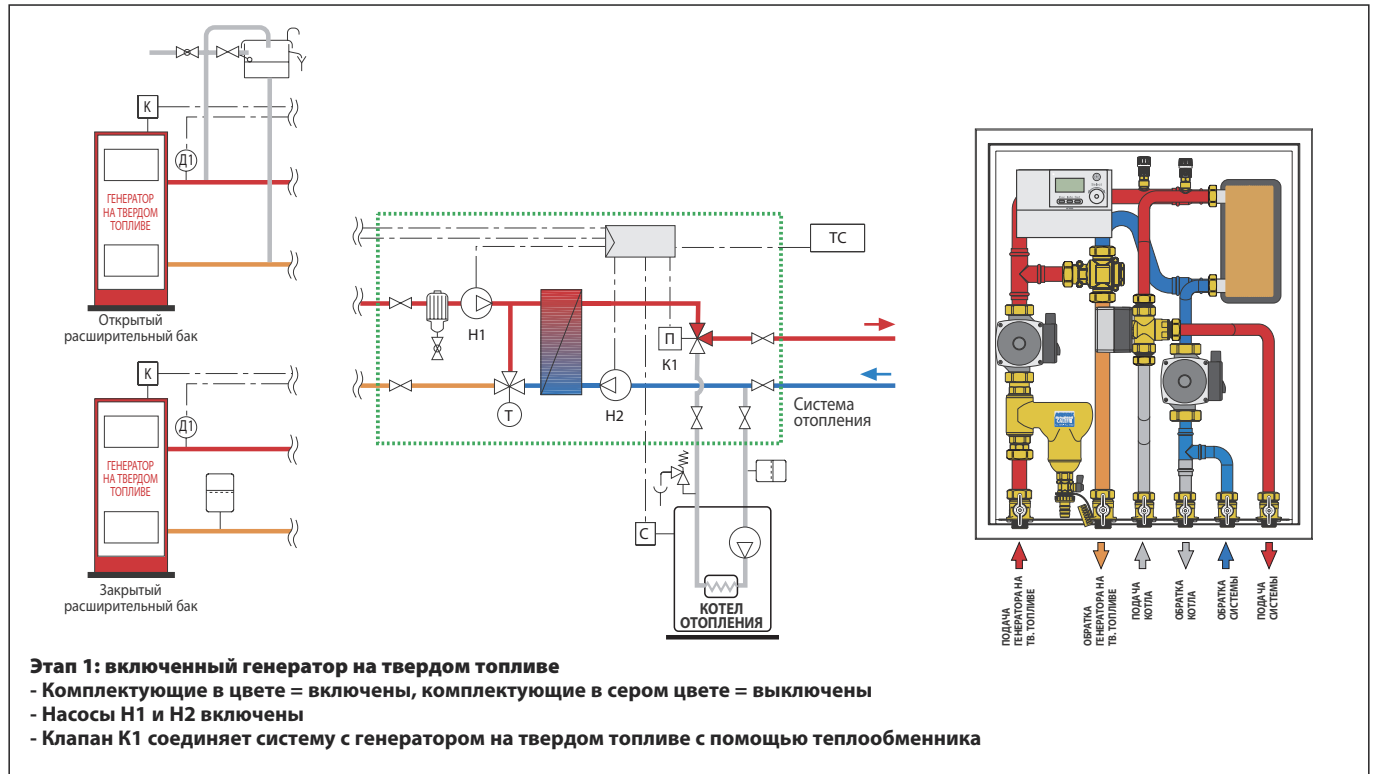 К
Д1
ГЕНЕРАТОР
НА ТВЕРДОМ
ТОПЛИВЕ
Открытый
расширительный бак
К
Д1
ГЕНЕРАТОР
НА ТВЕРДОМ
ТОПЛИВЕ
Закрытый
расширительный бак
ТС
Н1
П
К1
Т
Н2
Система
отопления
С
КОТЕЛ
ОТОПЛЕНИЯ
ПОДАЧА
ГЕНЕРАТОРА НА
ТВ. ТОПЛИВЕ
ОБРАТКА
ГЕНЕРАТОРА НА
ТВ. ТОПЛИВЕ
ПОДАЧА
КОТЛА
ОБРАТКА
КОТЛА
ОБРАТКА
СИСТЕМЫ
ПОДАЧА
СИСТЕМЫ
Этап 1: включенный генератор на твердом топливе
- Комплектующие в цвете = включены, комплектующие в сером цвете = выключены
- Насосы Н1 и Н2 включены
- Клапан К1 соединяет систему с генератором на твердом топливе с помощью теплообменника